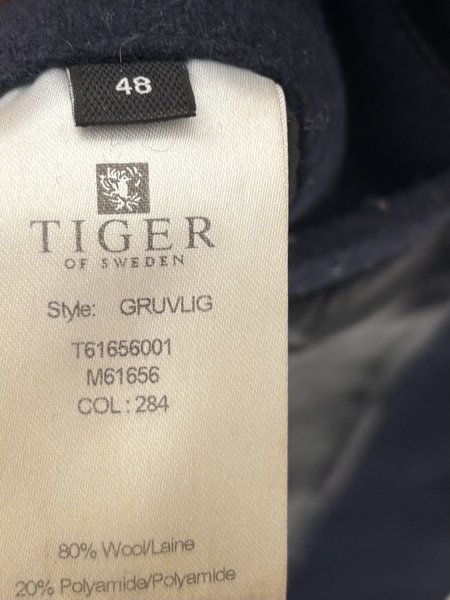 48
TIGER
OF SWEDEN
Style: GRUVLIG
T61656001
M61656
COL: 284
80% Wool/Laine
20% Polyamide/Polyamide